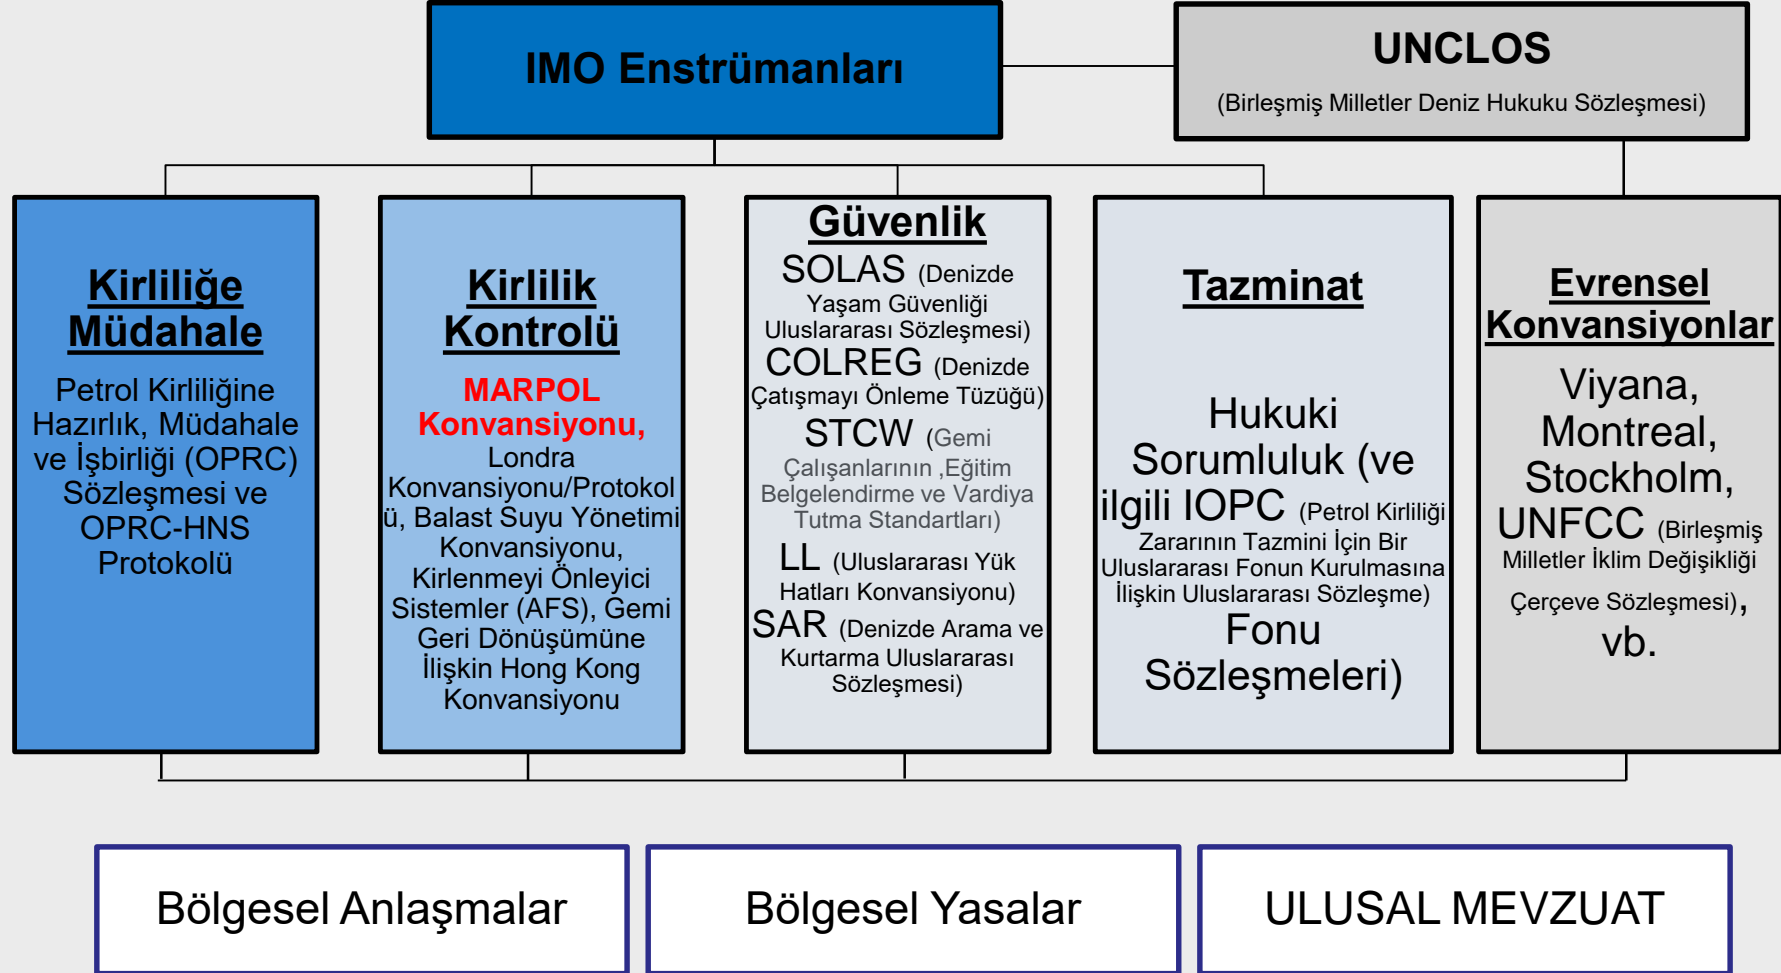 IMO Enstrümanları
UNCLOS
(Birleşmiş Milletler Deniz Hukuku Sözleşmesi)
Kirliliğe
Müdahale
Petrol Kirliliğine
Hazırlık, Müdahale
ve İşbirliği (OPRC)
Sözleşmesi ve
OPRC-HNS
Protokolü
Kirlilik
Kontrolü
MARPOL
Konvansiyonu,
Londra
Konvansiyonu/Protokol
ü, Balast Suyu Yönetimi
Konvansiyonu,
Kirlenmeyi Önleyici
Sistemler (AFS), Gemi
Geri Dönüşümüne
İlişkin Hong Kong
Konvansiyonu
Güvenlik
SOLAS (Denizde
Yaşam Güvenliği
Uluslararası Sözleşmesi)
COLREG (Denizde
Çatışmayı Önleme Tüzüğü)
STCW (Gemi
Çalışanlarının ,Eğitim
Belgelendirme ve Vardiya
Tutma Standartları)
LL (Uluslararası Yük
Hatları Konvansiyonu)
SAR (Denizde Arama ve
Kurtarma Uluslararası
Sözleşmesi)
Tazminat
Hukuki
Sorumluluk (ve
ilgili IOPC (Petrol Kirliliği
Zararının Tazmini İçin Bir
Uluslararası Fonun Kurulmasına
İlişkin Uluslararası Sözleşme)
Fonu
Sözleşmeleri)
Evrensel
Konvansiyonlar
Viyana,
Montreal,
Stockholm,
UNFCC (Birleşmiş
Milletler İklim Değişikliği
Çerçeve Sözleşmesi),
vb.
Bölgesel Anlaşmalar
Bölgesel Yasalar
ULUSAL MEVZUAT